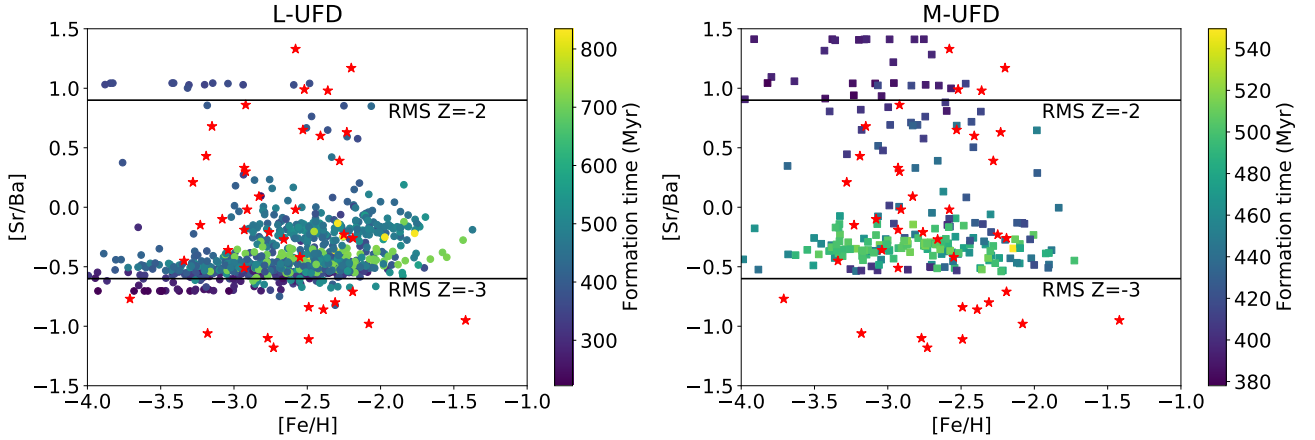 L-UFD
1.5
1.0
0.5
0.0
−0.5
−1.0
−1.5
[Sr/Ba]
RMS Z=-2
RMS Z=-3
−4.0 −3.5 −3.0 −2.5 −2.0 −1.5 −1.0
[Fe/H]
800
700
600
500
400
300
Formation time (Myr)
M-UFD
1.5
1.0
0.5
0.0
−0.5
−1.0
−1.5
[Sr/Ba]
RMS Z=-2
RMS Z=-3
−4.0 −3.5 −3.0 −2.5 −2.0 −1.5 −1.0
[Fe/H]
540
520
500
480
460
440
420
400
380
Formation time (Myr)